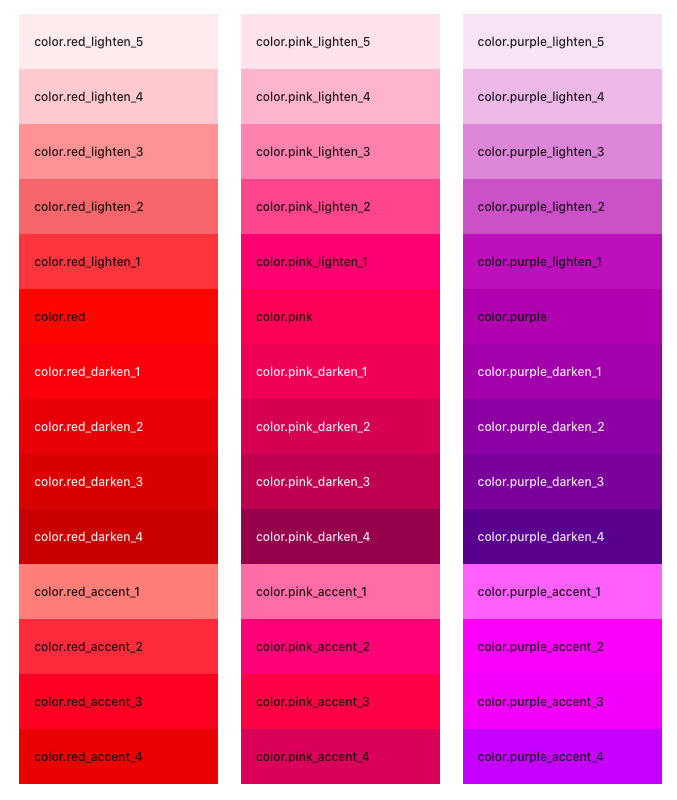 color.red_lighten_5
color.red_lighten_4
color.red_lighten_3
color.red_lighten_2
color.red_lighten_1
color.red
color.red_darken_1
color.red_darken_2
color.red_darken_3
color.red_darken_4
color.red_accent_1
color.red_accent_2
color.red_accent_3
color.red_accent_4
color.pink_lighten_5
color.pink_lighten_4
color.pink_lighten_3
color.pink_lighten_2
color.pink_lighten_1
color.pink
color.pink_darken_1
color.pink_darken_2
color.pink_darken_3
color.pink_darken_4
color.pink_accent_1
color.pink_accent_2
color.pink_accent_3
color.pink_accent_4
color.purple_lighten_5
color.purple_lighten_4
color.purple_lighten_3
color.purple_lighten_2
color.purple_lighten_1
color.purple
color.purple_darken_1
color.purple_darken_2
color.purple_darken_3
color.purple_darken_4
color.purple_accent_1
color.purple_accent_2
color.purple_accent_3
color.purple_accent_4